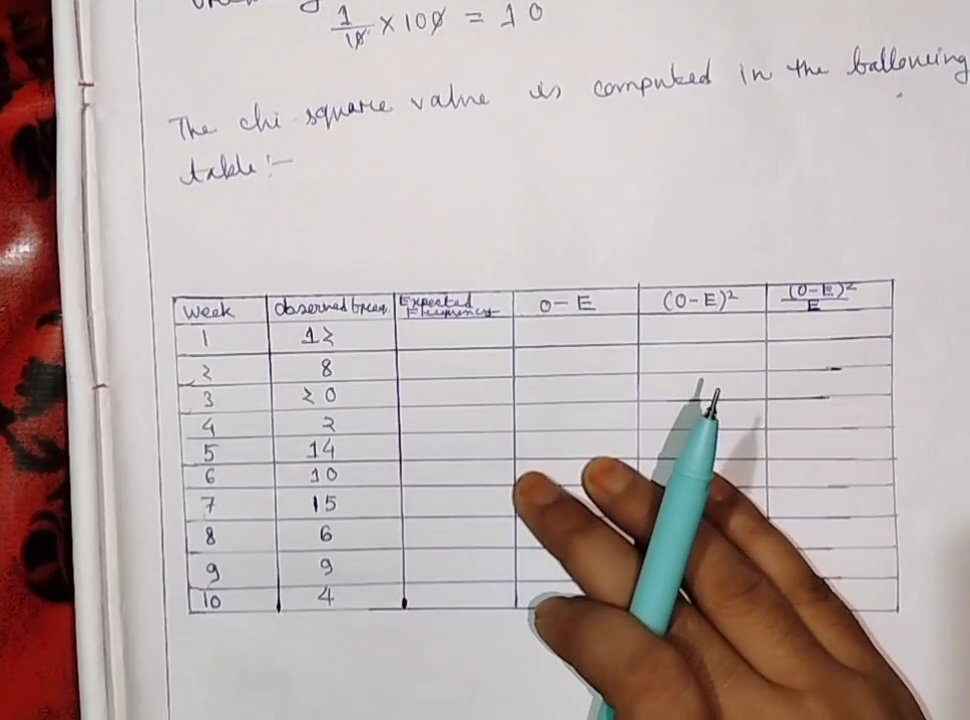 1/10 × 100 = 10
The chi square value is computed in the ballowing
table:-
Week Observed breq. Expected Frequency O-E (O-E)² (O-E)²/E
1 12
2 8
3 20
4 2
5 14
6 10
7 15
8 6
9 9
10 4